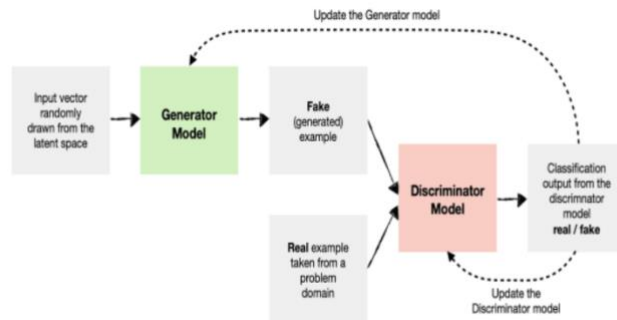 Update the Generator model
Input vector
randomly
drawn from the
latent space
Generator
Model
Fake
(generated)
example
Discriminator
Model
Classification
output from the
discrimnator
model
real / fake
Real example
taken from a
problem
domain
Update the
Discriminator model